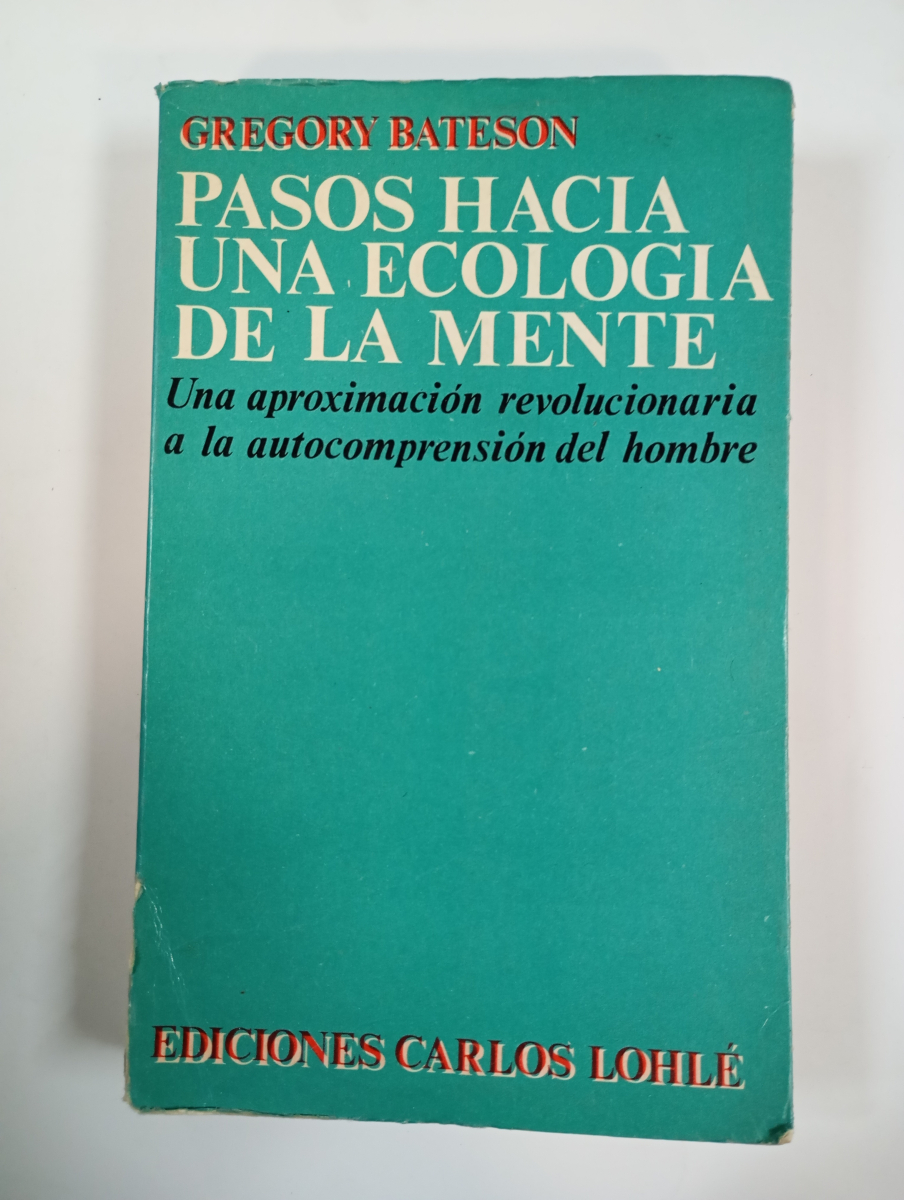 GREGORY BATESON
PASOS HACIA
UNA ECOLOGIA
DE LA MENTE
Una aproximación revolucionaria
a la autocomprensión del hombre
EDICIONES CARLOS LOHLÉ